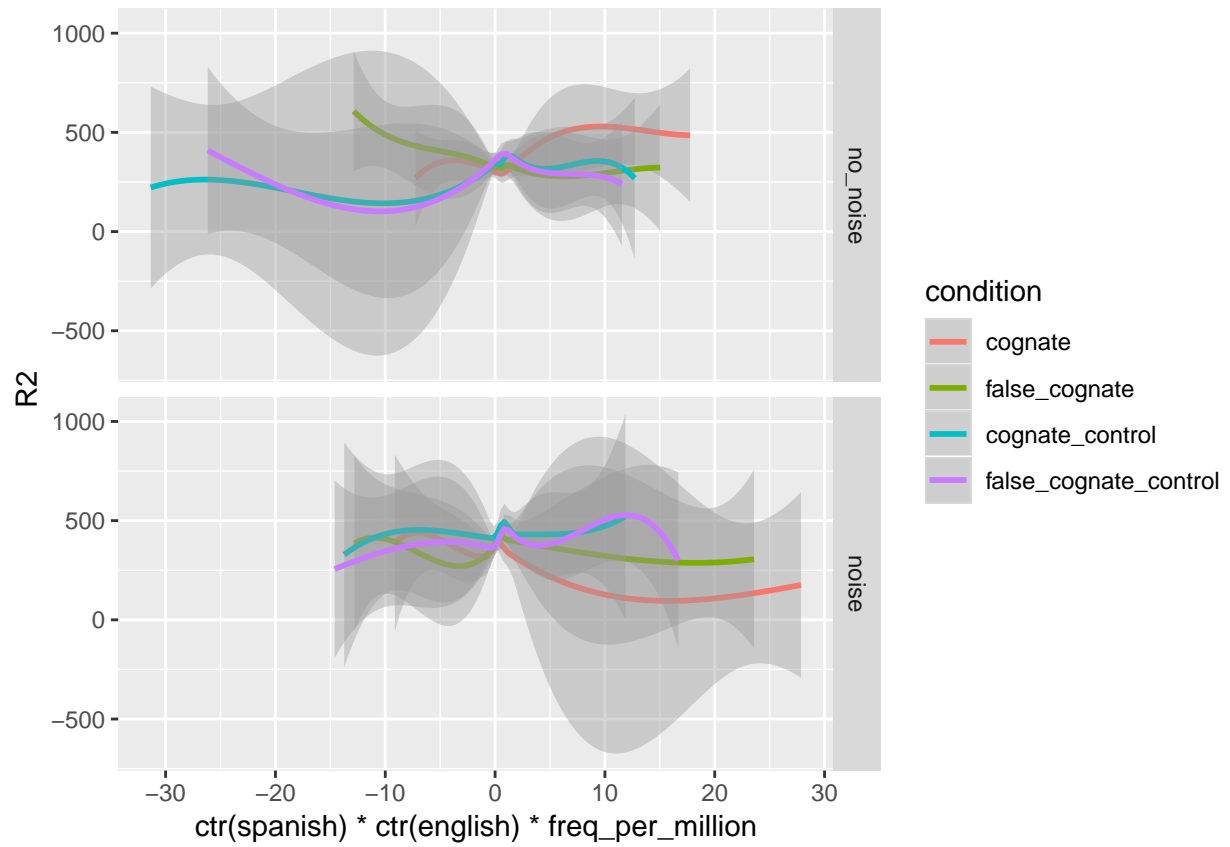 1000
500
0
−500
no_noise
1000
500
0
−500
noise
R2
−30 −20 −10 0 10 20 30
ctr(spanish) * ctr(english) * freq_per_million
condition
cognate
false_cognate
cognate_control
false_cognate_control